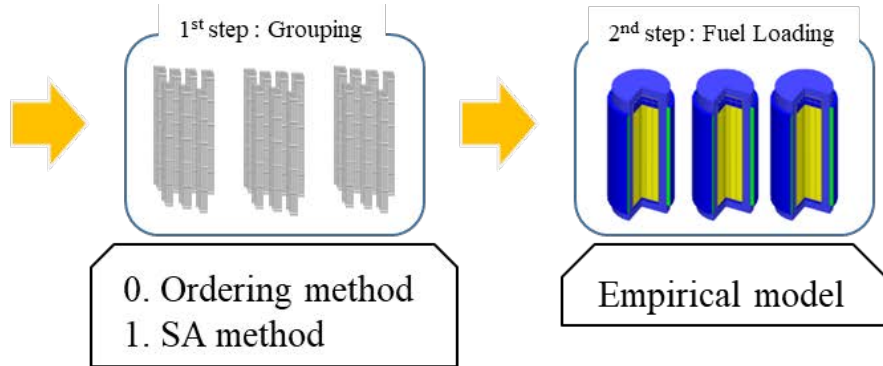 1st step : Grouping
2nd step : Fuel Loading
0. Ordering method
1. SA method
Empirical model